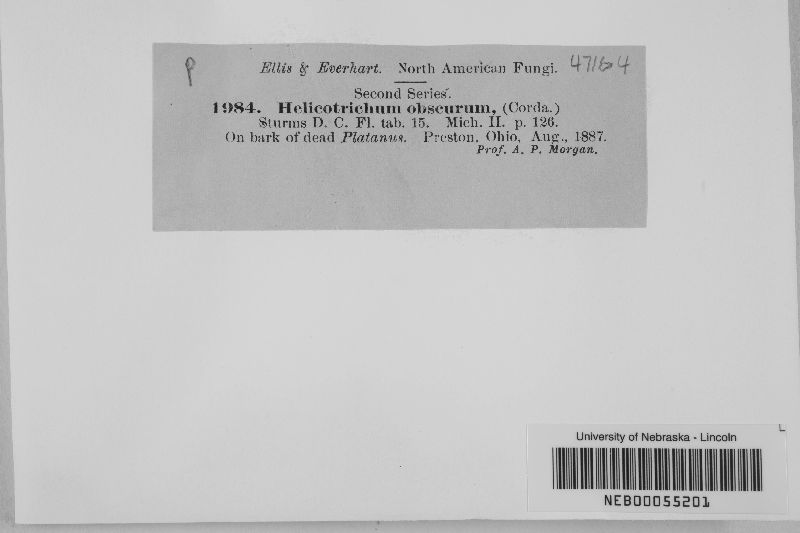 P
Ellis & Everhart. North American Fungi.
Second Series.
1984. Helicotrichum obscurum, (Corda.)
Sturms D. C. Fl. tab. 15. Mich. II. p. 126.
On bark of dead Platanus. Preston, Ohio, Aug., 1887.
Prof. A. P. Morgan.
University of Nebraska - Lincoln
NEB00055201